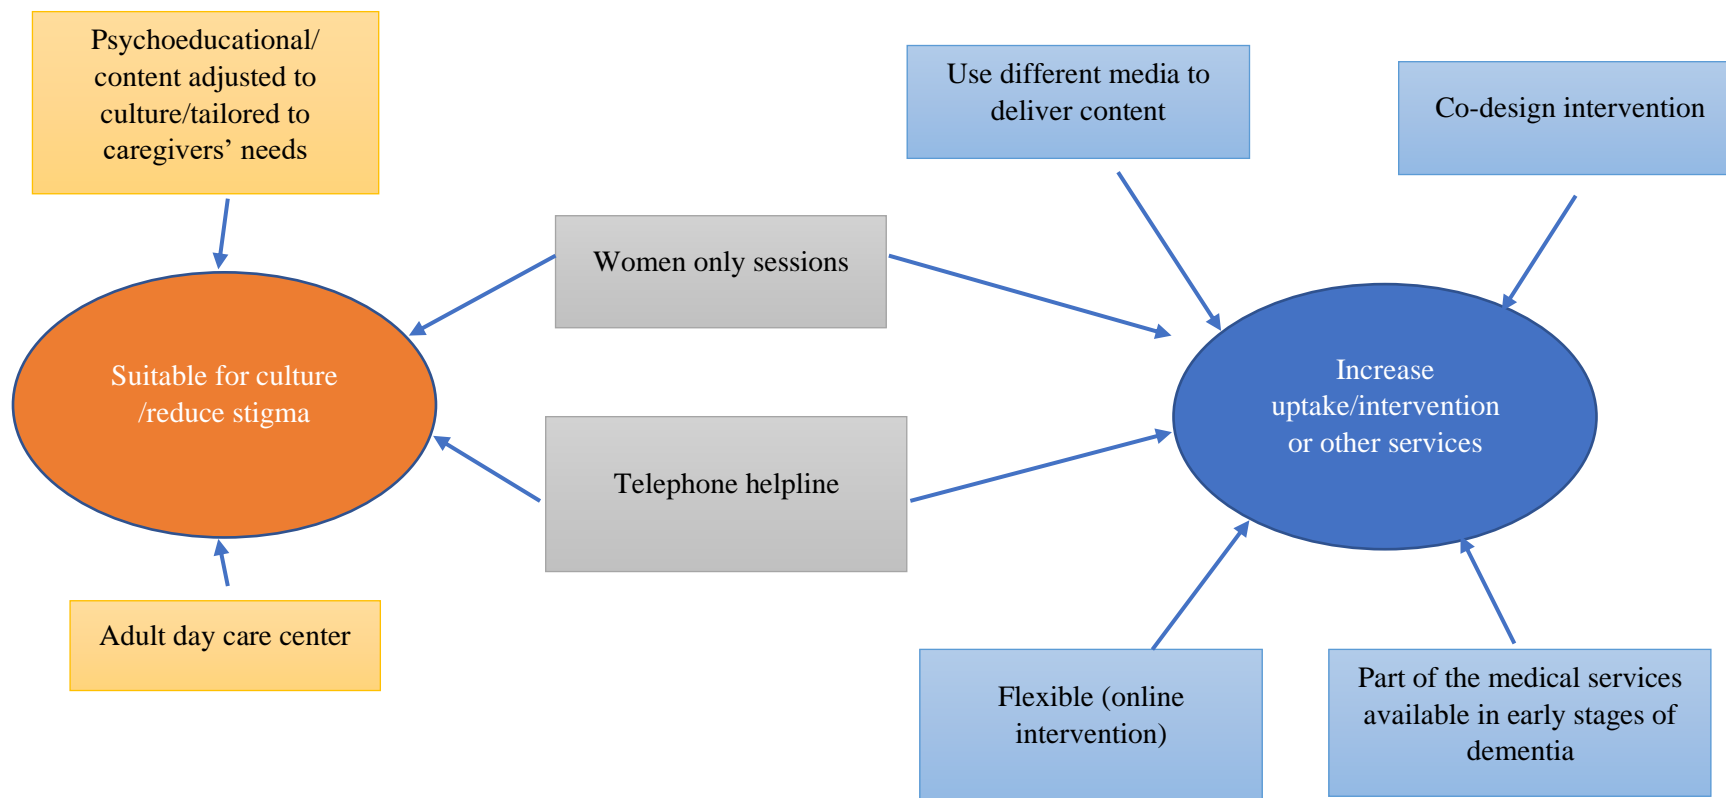 Psychoeducational/
content adjusted to
culture/tailored to
caregivers’ needs
Use different media to
deliver content
Co-design intervention
Women only sessions
Suitable for culture
/reduce stigma
Increase
uptake/intervention
or other services
Telephone helpline
Adult day care center
Flexible (online
intervention)
Part of the medical services
available in early stages of
dementia